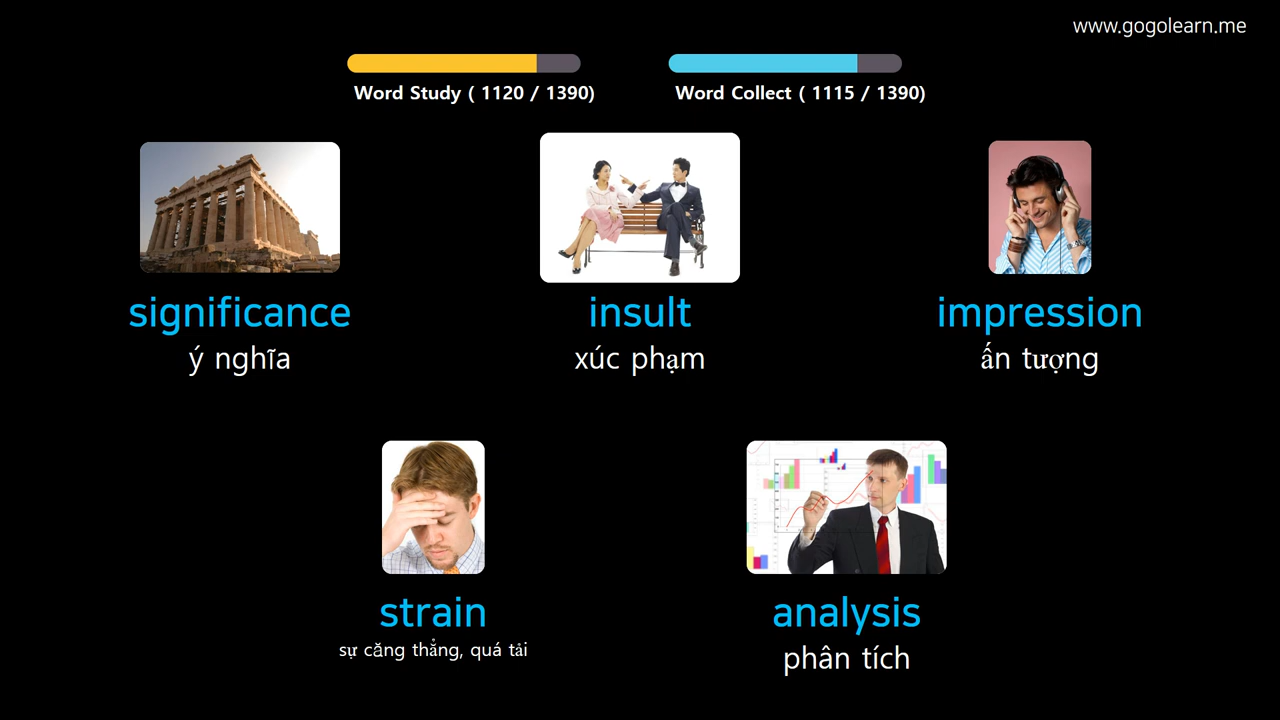 www.gogolearn.me
Word Study ( 1120 / 1390)
Word Collect ( 1115 / 1390)
significance
ý nghĩa
insult
xúc phạm
impression
ấn tượng
strain
sự căng thẳng, quá tải
analysis
phân tích